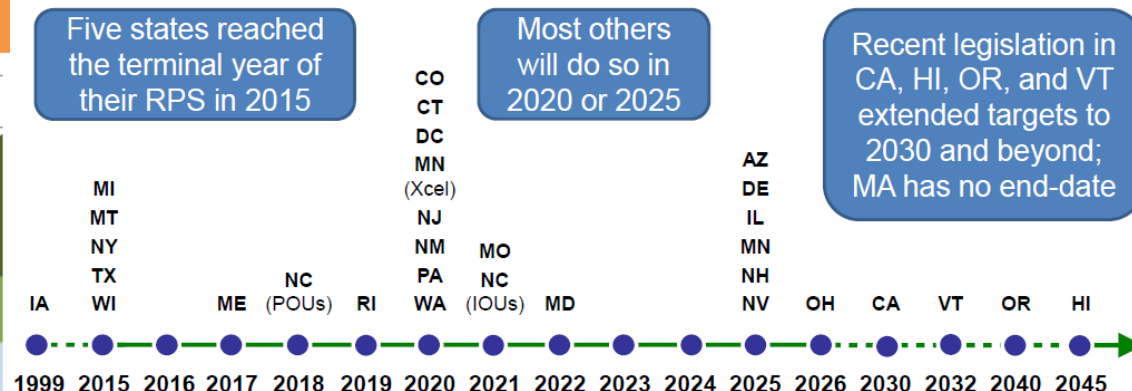 Five states reached
the terminal year of
their RPS in 2015
Most others
will do so in
2020 or 2025
Recent legislation in
CA, HI, OR, and VT
extended targets to
2030 and beyond;
MA has no end-date
IA
MI
MT
NY
TX
WI
ME
NC
(POUs)
RI
CO
CT
DC
MN
(Xcel)
NJ
NM
PA
WA
MO
NC
(IOUs)
MD
AZ
DE
IL
MN
NH
NV
OH
CA
VT
OR
HI
1999 2015 2016 2017 2018 2019 2020 2021 2022 2023 2024 2025 2026 2030 2032 2040 2045